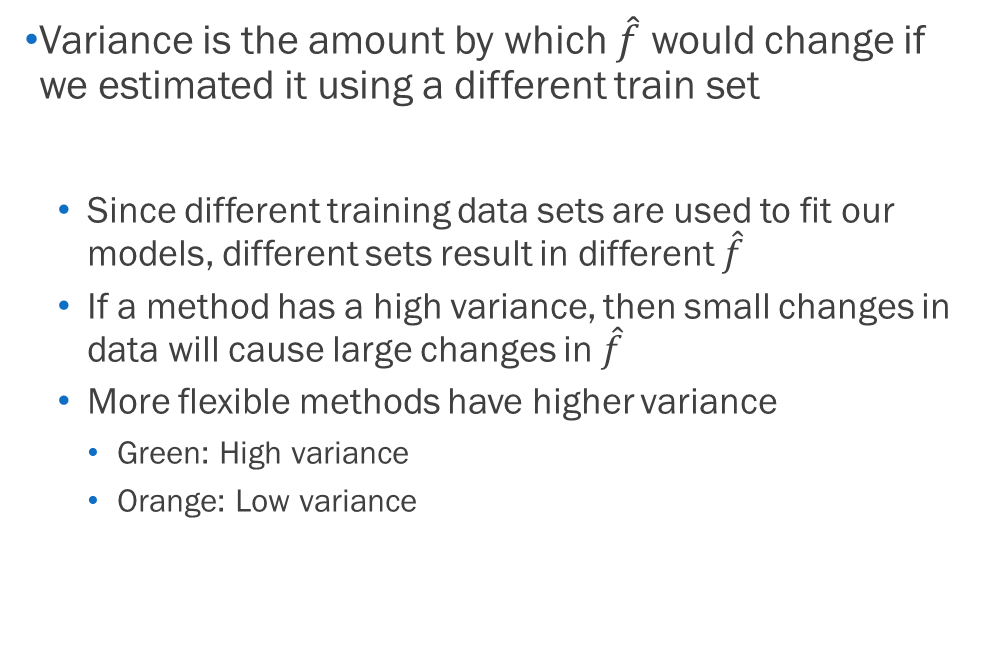 •Variance is the amount by which f̂ would change if
we estimated it using a different train set
• Since different training data sets are used to fit our
models, different sets result in different f̂
• If a method has a high variance, then small changes in
data will cause large changes in f̂
• More flexible methods have higher variance
• Green: High variance
• Orange: Low variance